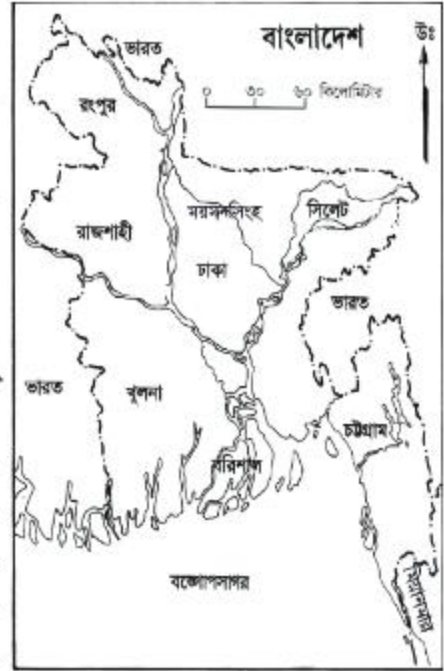 বাংলাদেশ
উঃ
ভারত
০ ৩০ ৬০ কিলোমিটার
রংপুর
ময়মনসিংহ
সিলেট
রাজশাহী
ঢাকা
ভারত
ভারত
খুলনা
চট্টগ্রাম
বরিশাল
মিয়ানমার
বঙ্গোপসাগর